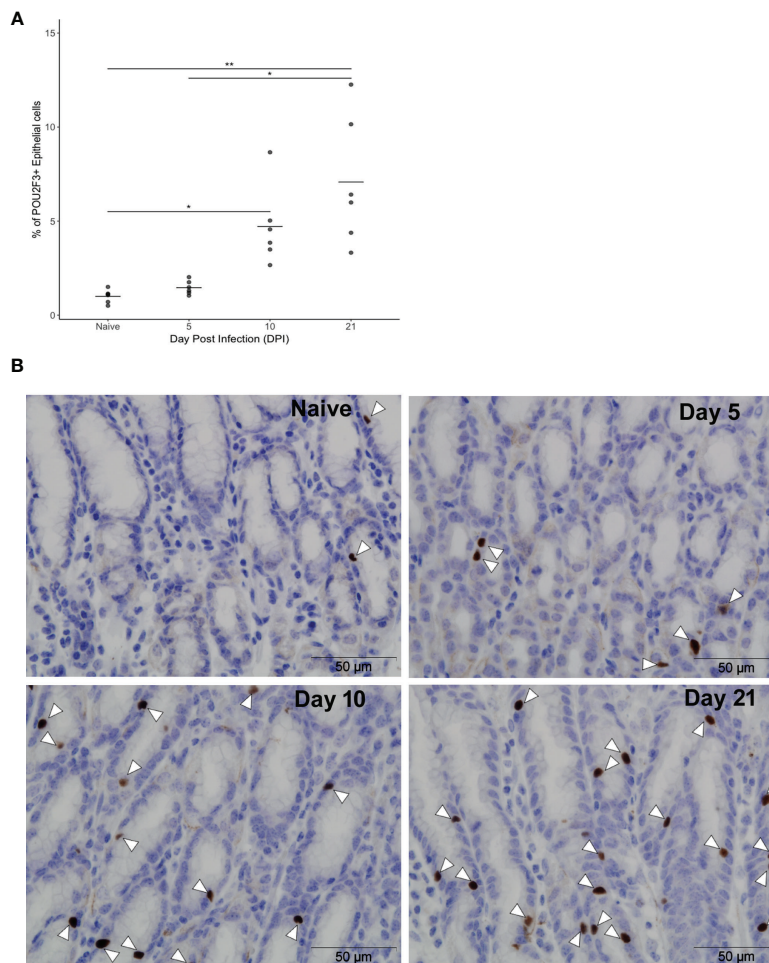 A
15
10
5
0
% of POU2F3+ Epithelial cells
**
*
*
Naive
5
10
21
Day Post Infection (DPI)
B
Naive
50 µm
Day 5
50 µm
Day 10
50 µm
Day 21
50 µm